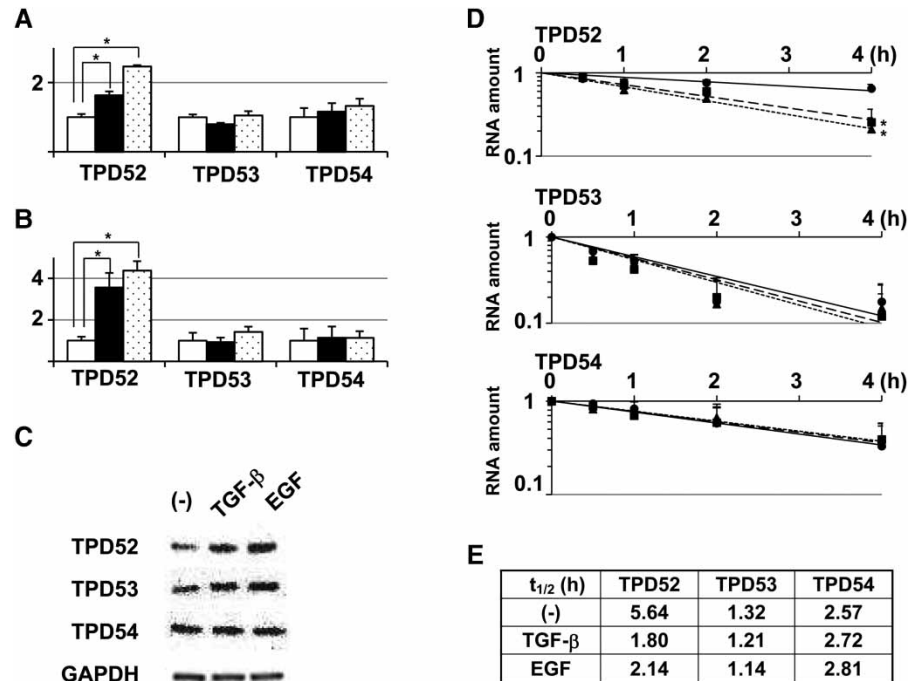 A
2
* *
TPD52 TPD53 TPD54
B
4
2
* *
TPD52 TPD53 TPD54
C
(-) TGF-β EGF
TPD52
TPD53
TPD54
GAPDH
D
TPD52
0 1 2 3 4 (h)
RNA amount
1
0.1
*
*
TPD53
0 1 2 3 4 (h)
RNA amount
1
0.1
TPD54
0 1 2 3 4 (h)
RNA amount
1
0.1
E
t1/2 (h) TPD52 TPD53 TPD54
(-) 5.64 1.32 2.57
TGF-β 1.80 1.21 2.72
EGF 2.14 1.14 2.81